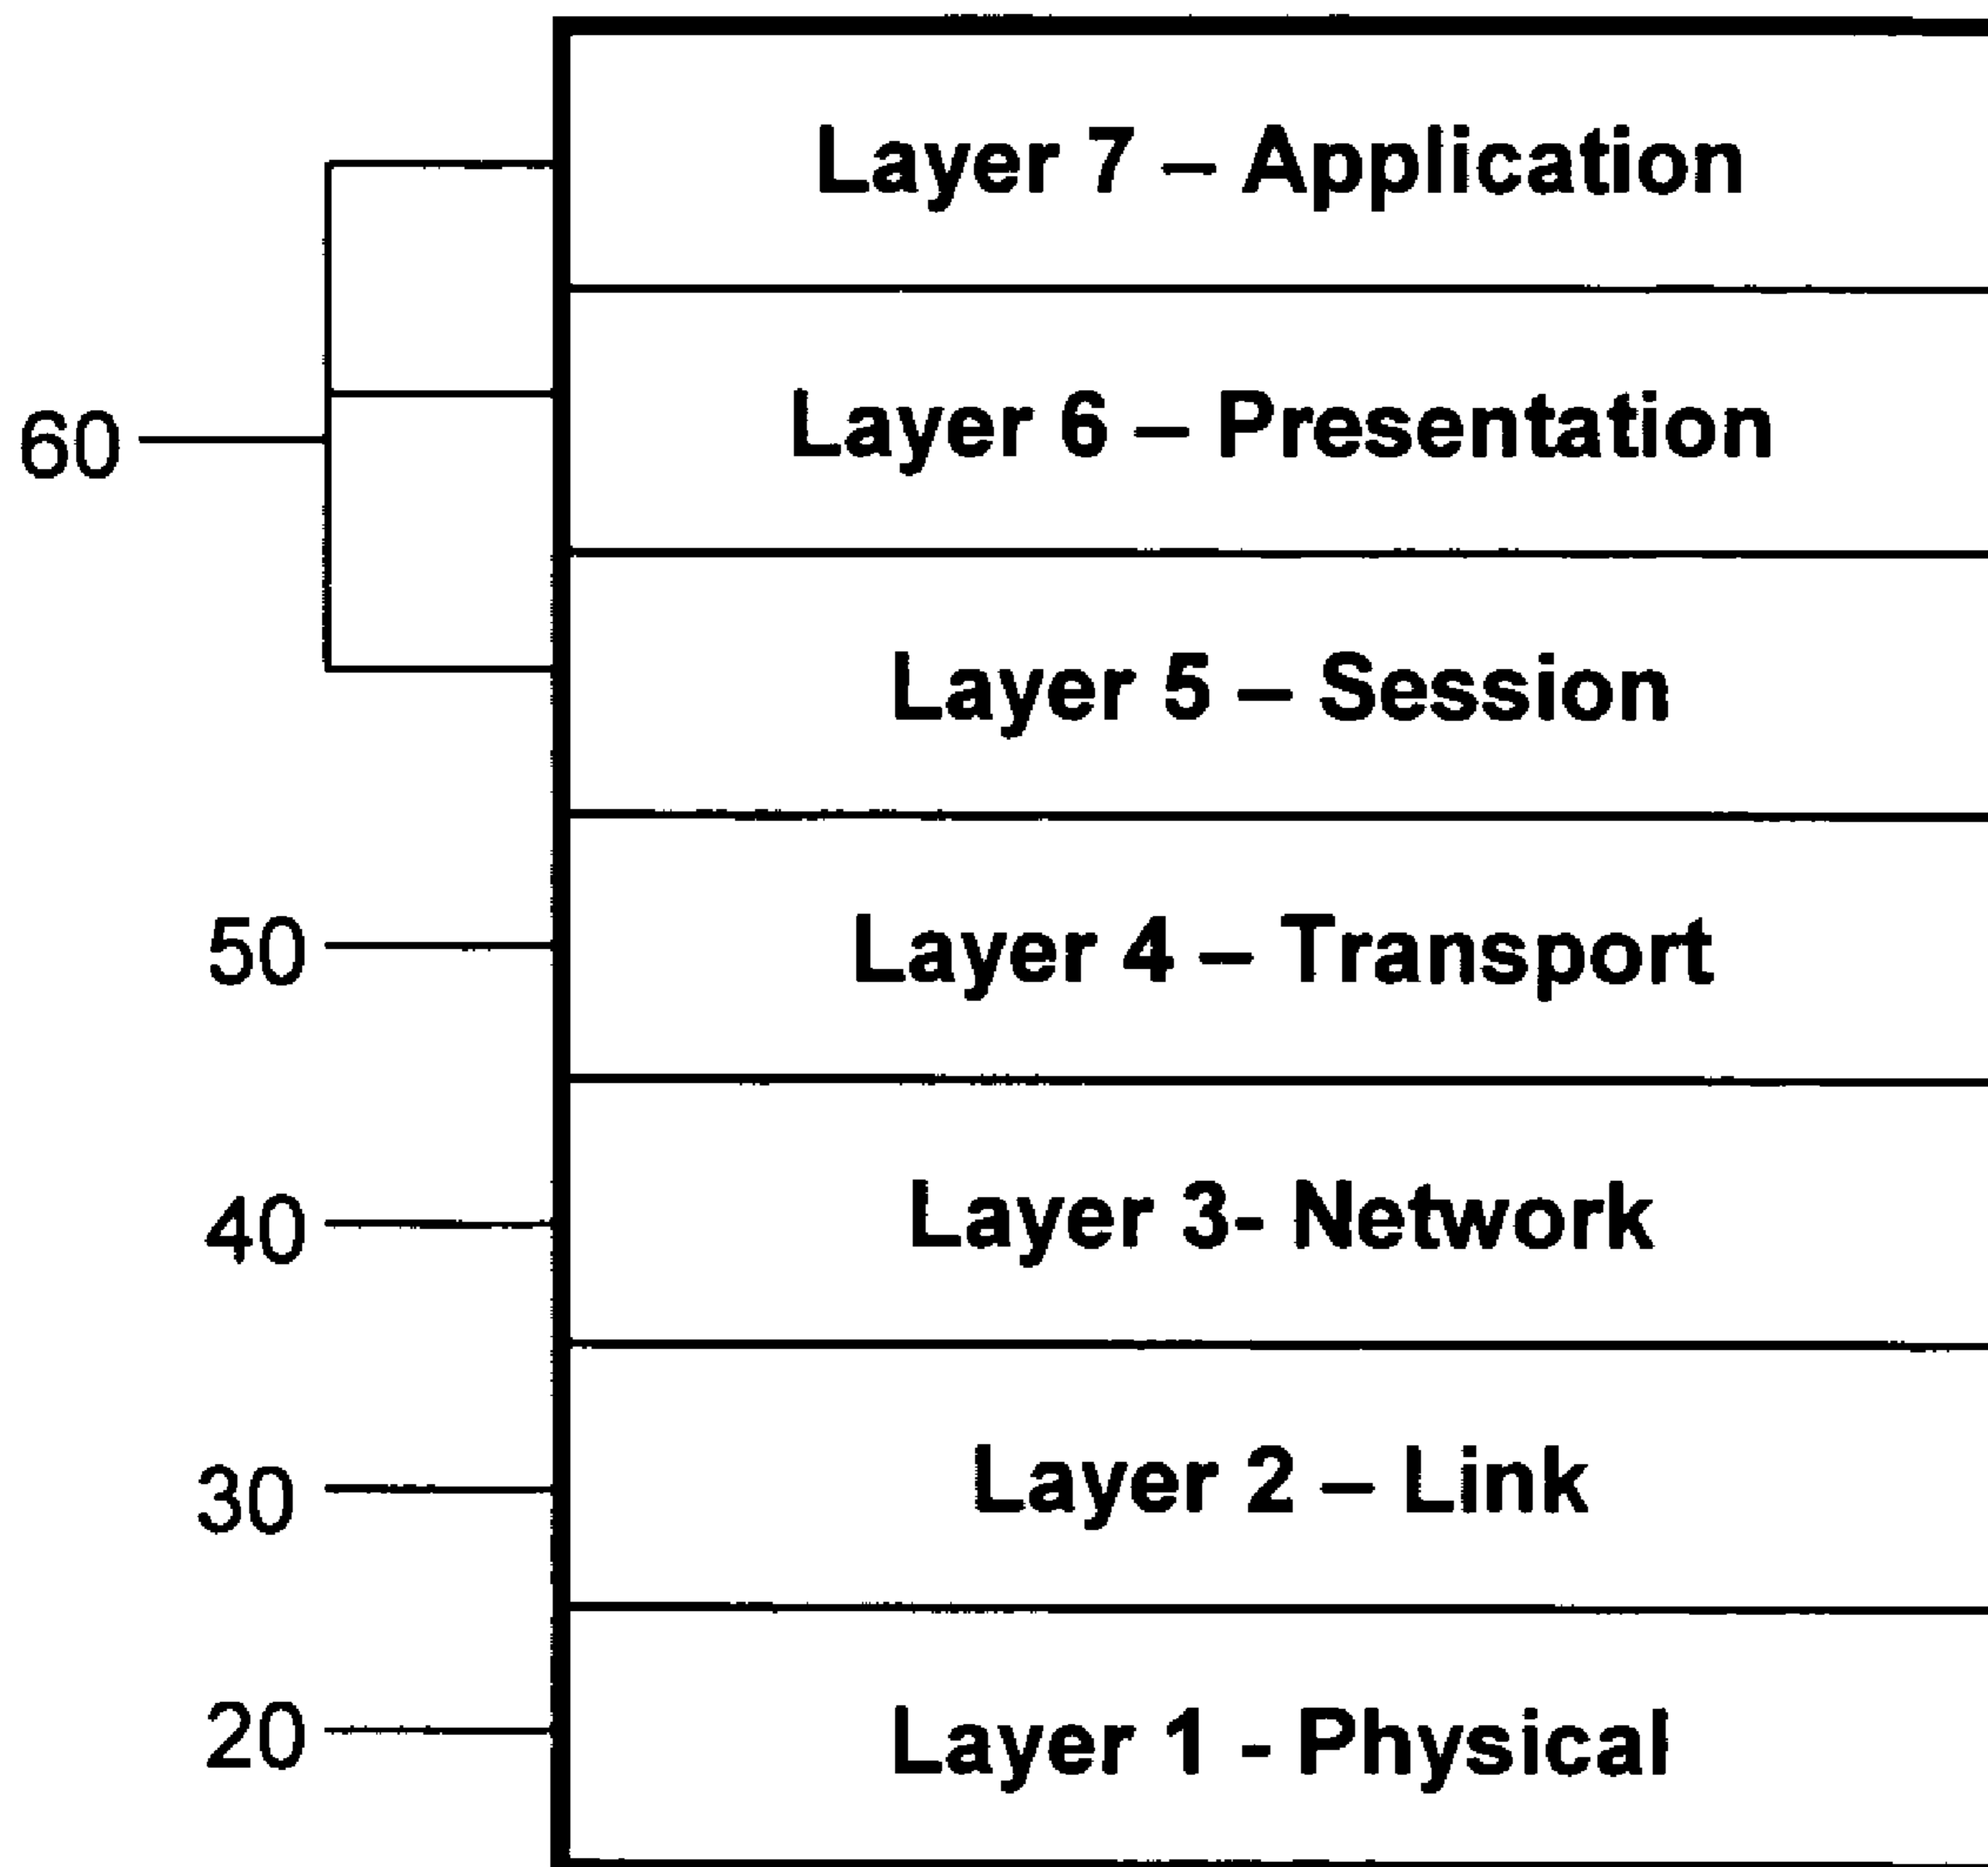 Layer 7 – Application
60
Layer 6 – Presentation
Layer 5 – Session
50
Layer 4 – Transport
40
Layer 3- Network
30
Layer 2 – Link
20
Layer 1 - Physical